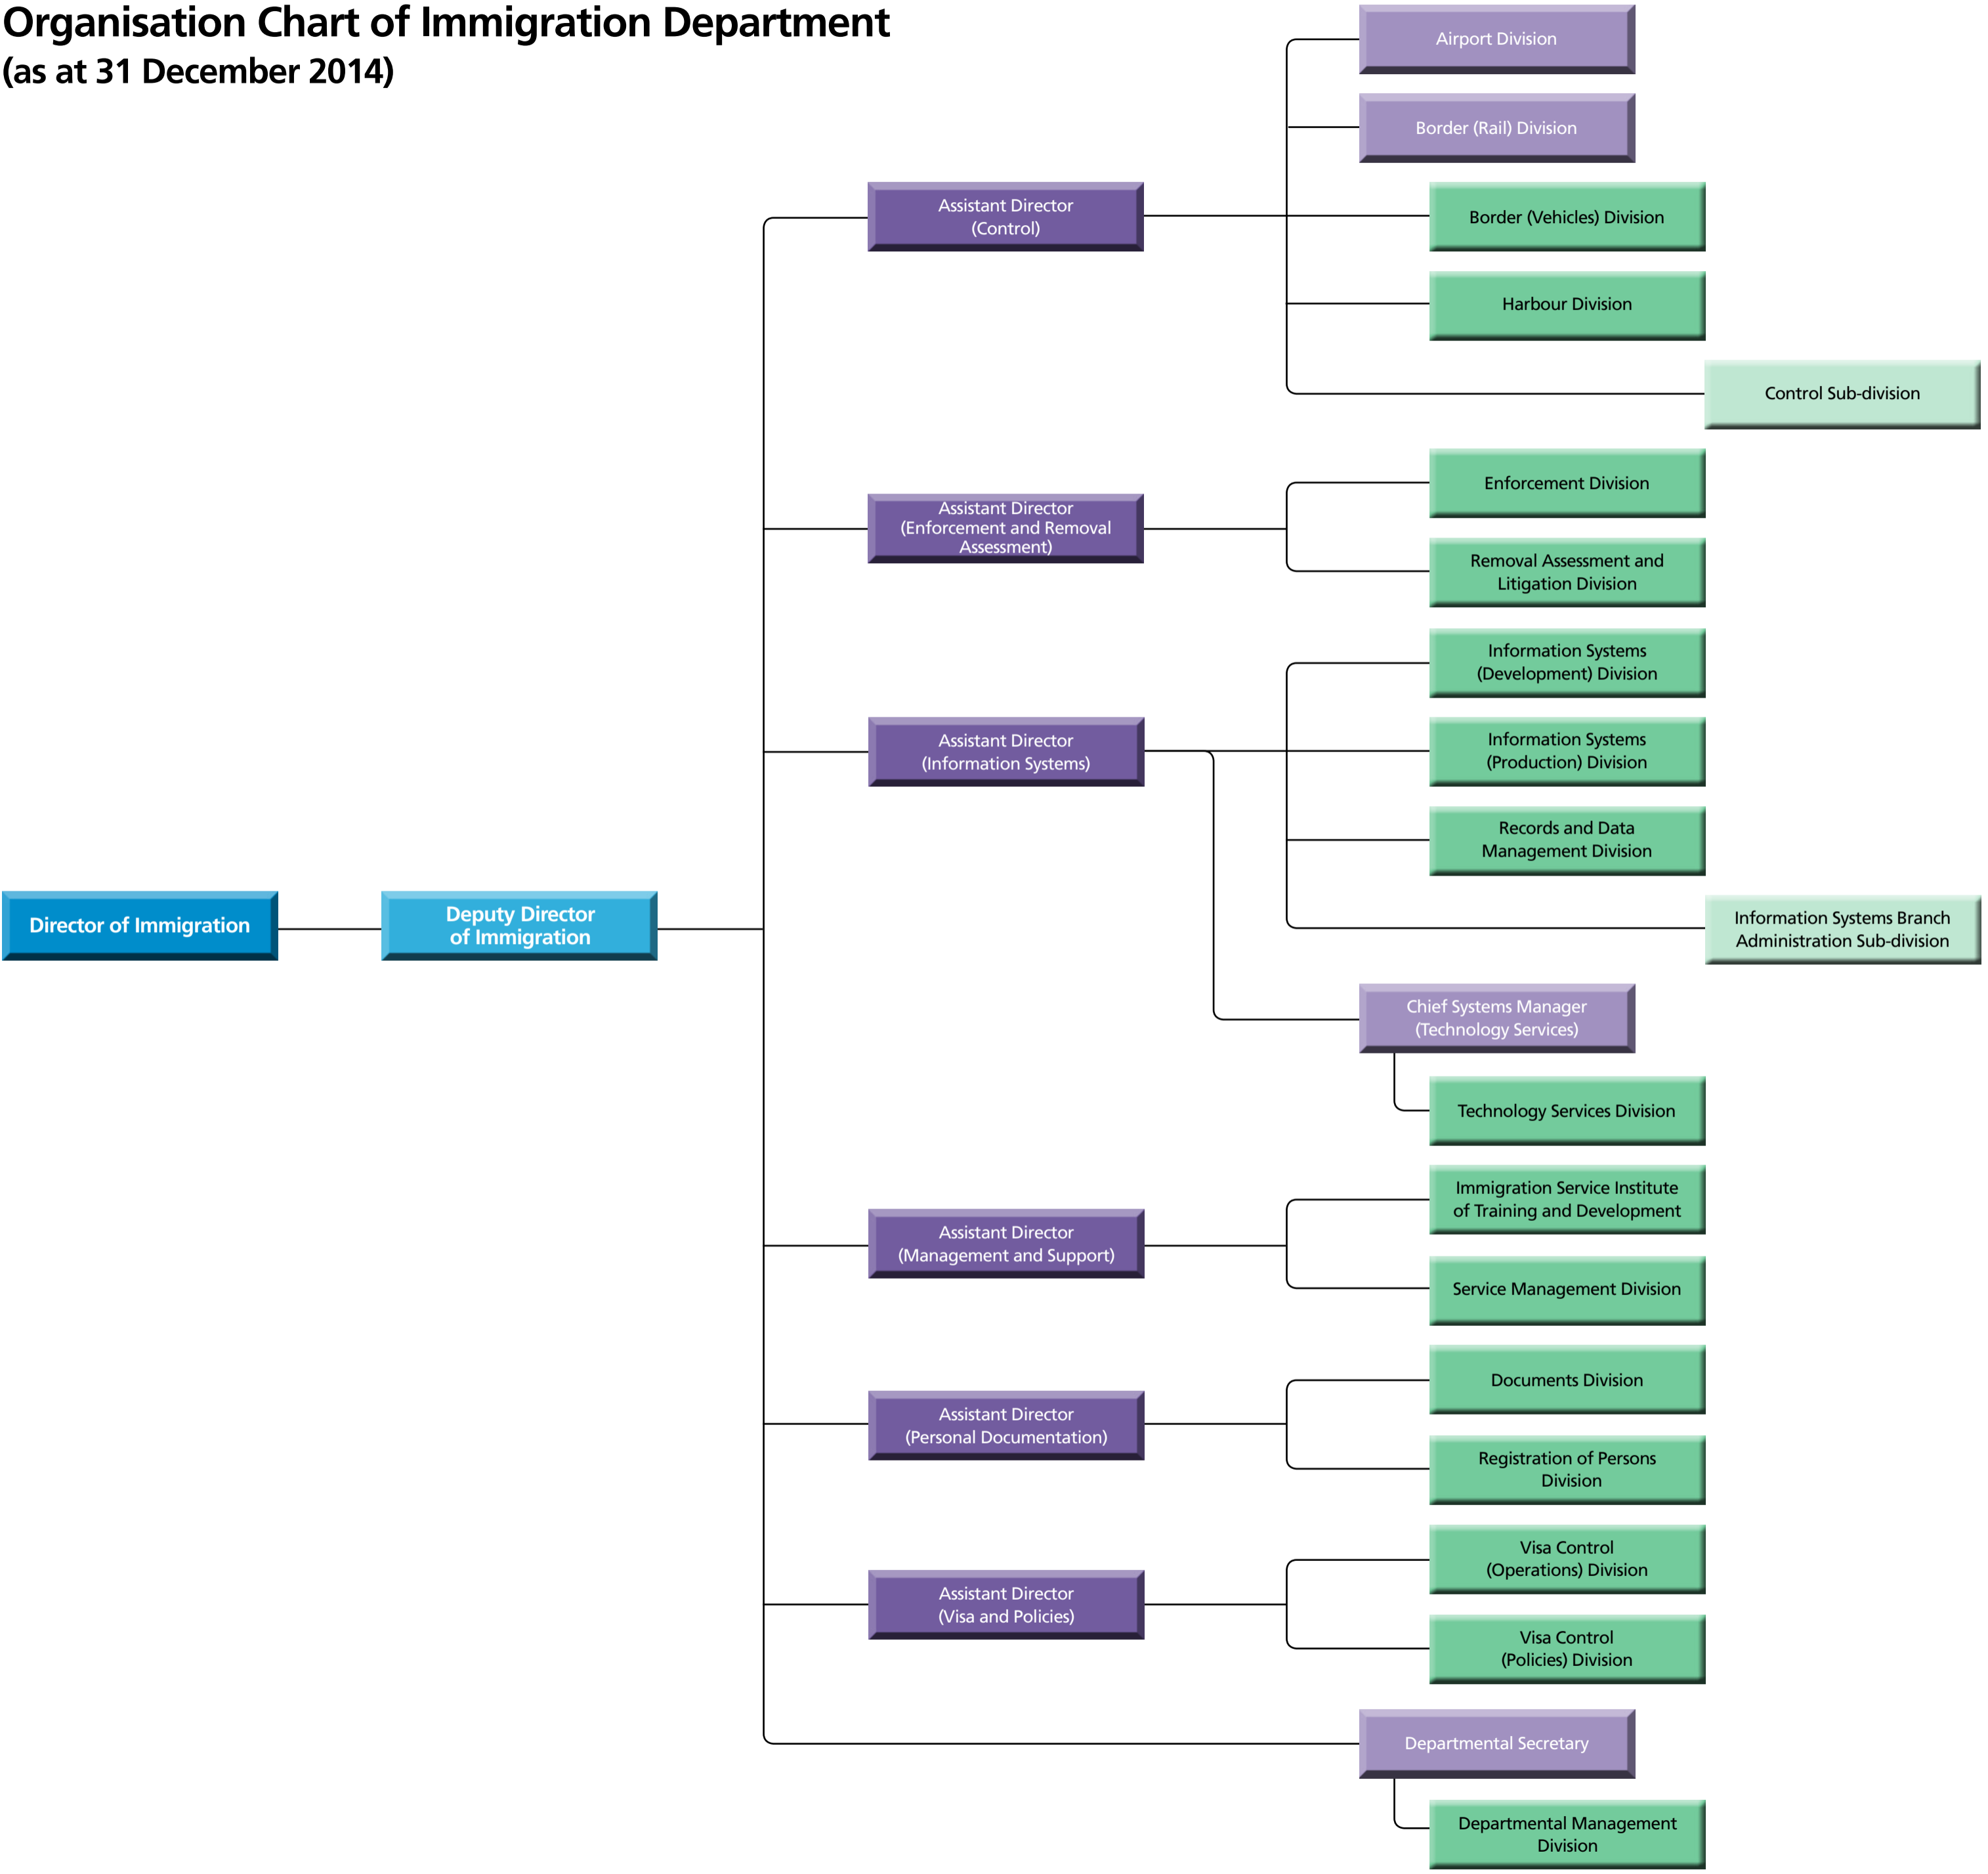 Organisation Chart of Immigration Department
(as at 31 December 2014)
Airport Division
Border (Rail) Division
Assistant Director
(Control)
Border (Vehicles) Division
Harbour Division
Control Sub-division
Assistant Director
(Enforcement and Removal
Assessment)
Enforcement Division
Removal Assessment and
Litigation Division
Assistant Director
(Information Systems)
Information Systems
(Development) Division
Information Systems
(Production) Division
Records and Data
Management Division
Information Systems Branch
Administration Sub-division
Director of Immigration
Deputy Director
of Immigration
Chief Systems Manager
(Technology Services)
Technology Services Division
Assistant Director
(Management and Support)
Immigration Service Institute
of Training and Development
Service Management Division
Assistant Director
(Personal Documentation)
Documents Division
Registration of Persons
Division
Assistant Director
(Visa and Policies)
Visa Control
(Operations) Division
Visa Control
(Policies) Division
Departmental Secretary
Departmental Management
Division